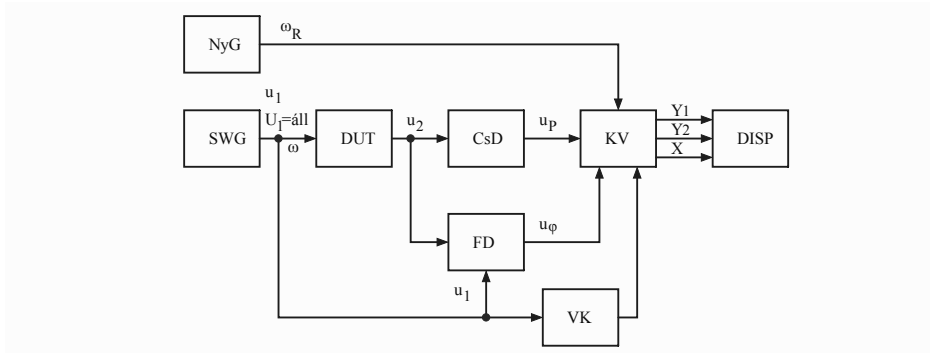 NyG
ω_R
u_1
U_1=áll
ω
SWG
DUT
u_2
CsD
u_P
KV
Y1
Y2
X
DISP
FD
u_φ
u_1
VK